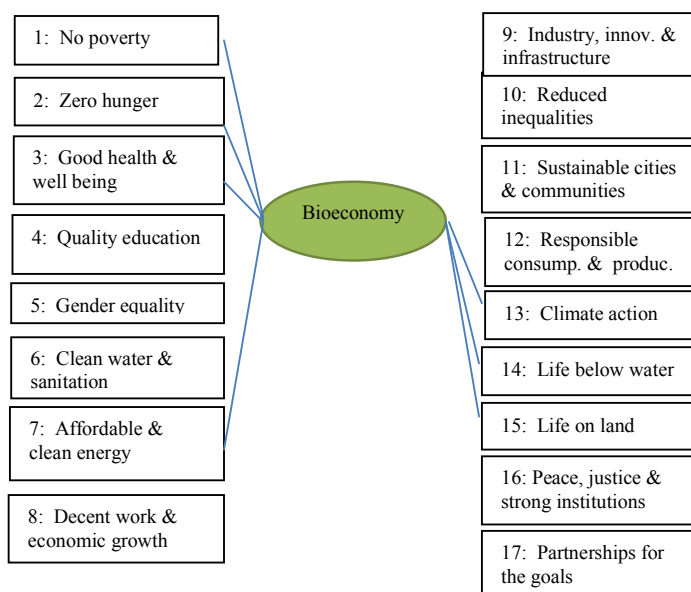 1: No poverty
2: Zero hunger
3: Good health &
well being
4: Quality education
5: Gender equality
6: Clean water &
sanitation
7: Affordable &
clean energy
8: Decent work &
economic growth
Bioeconomy
9: Industry, innov. &
infrastructure
10: Reduced
inequalities
11: Sustainable cities
& communities
12: Responsible
consump. & produc.
13: Climate action
14: Life below water
15: Life on land
16: Peace, justice &
strong institutions
17: Partnerships for
the goals